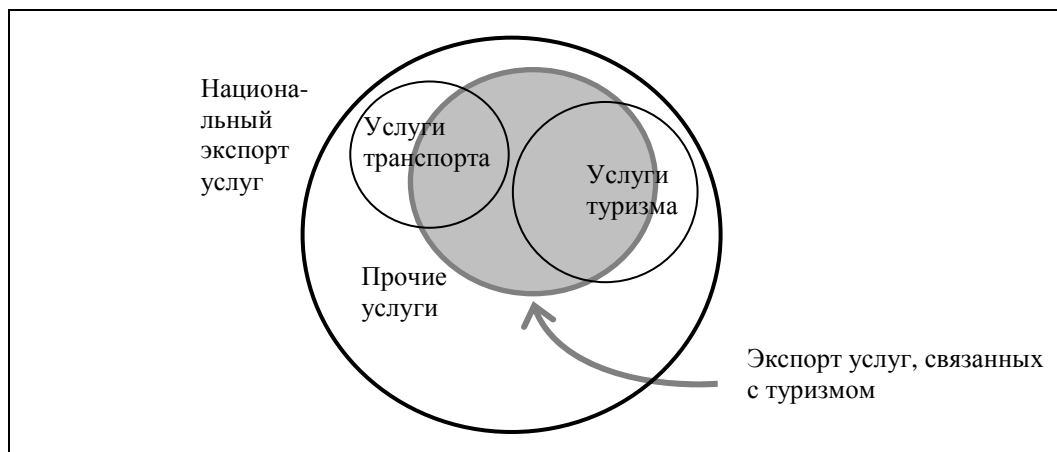 Национа-
льный
экспорт
услуг
Услуги
транспорта
Услуги
туризма
Прочие
услуги
Экспорт услуг, связанных
с туризмом